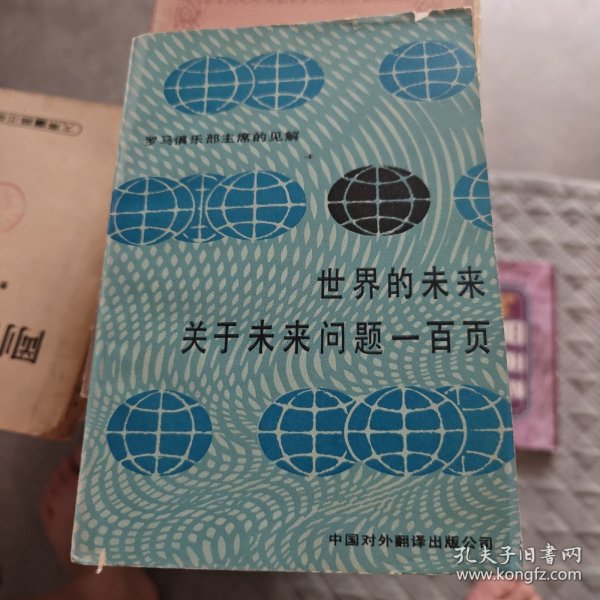 罗马俱乐部主席的见解
世界的未来
关于未来问题一百页
中国对外翻译出版公司
孔夫子旧书网
www.kongfz.com